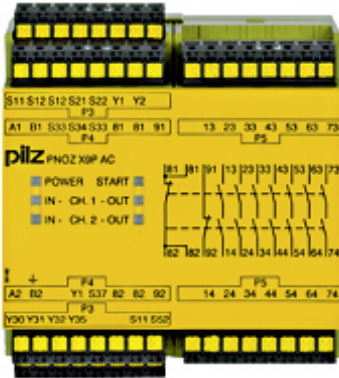 S11 S12 S12 S21 S22 Y1 Y2
P3
A1 B1 S33 S34 S33 81 81 91
P4
13 23 33 43 53 63 73
P5
pilz PNOZ X9P AC
POWER START
IN - CH. 1 - OUT
IN - CH. 2 - OUT
81 81 91 13 23 33 43 53 63 73
82 82 92 14 24 34 44 54 64 74
P4
A2 B2 Y1 S37 82 82 92
P5
14 24 34 44 54 64 74
P3
Y30 Y31 Y32 Y35 S11 S52